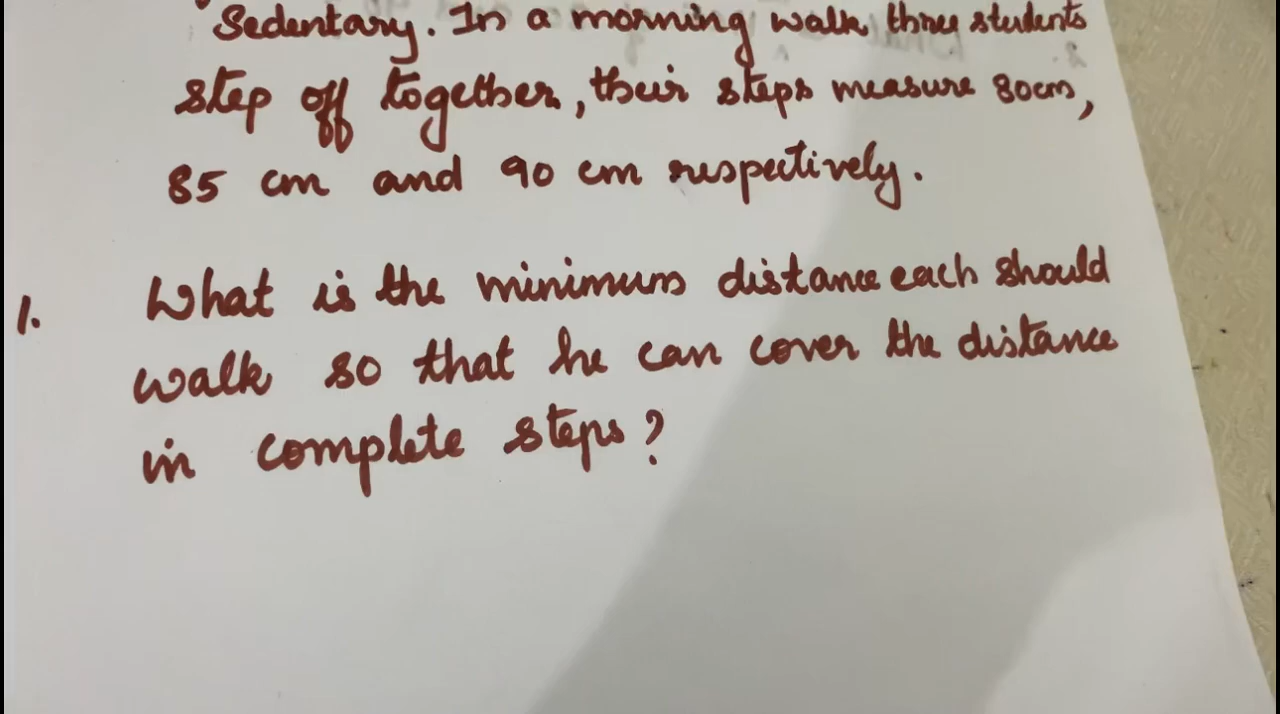 Sedentary. In a morning walk three students
step off together, their steps measure 80cm,
85 cm and 90 cm respectively.
1. What is the minimum distance each should
walk so that he can cover the distance
in complete steps?